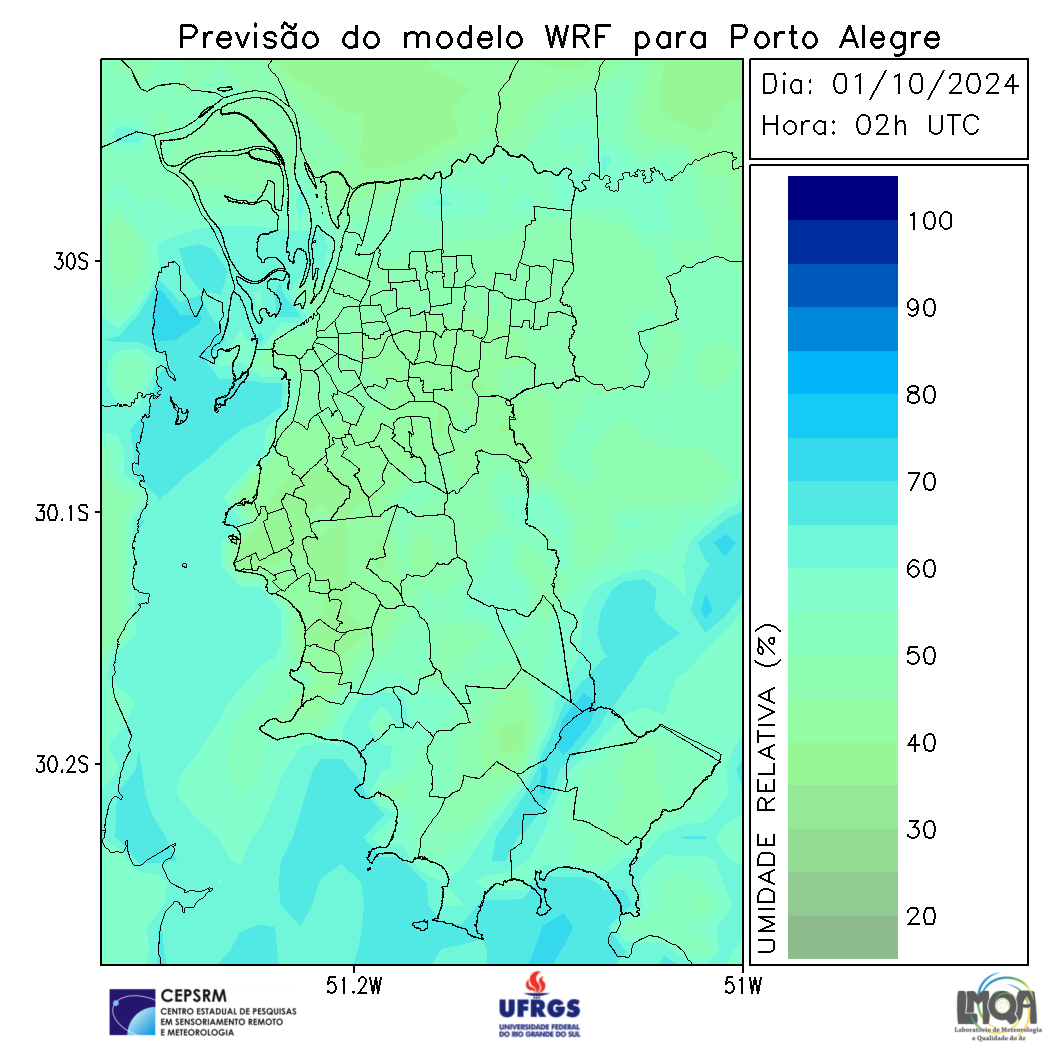 Previsão do modelo WRF para Porto Alegre
Dia: 01/10/2024
Hora: 02h UTC
30S
30.1S
30.2S
51.2W
51W
UMIDADE RELATIVA (%)
100
90
80
70
60
50
40
30
20
CEPSRM
CENTRO ESTADUAL DE PESQUISAS
EM SENSORIAMENTO REMOTO
E METEOROLOGIA
UFRGS
UNIVERSIDADE FEDERAL
DO RIO GRANDE DO SUL
LMQA
Laboratório de Meteorologia
e Qualidade do Ar